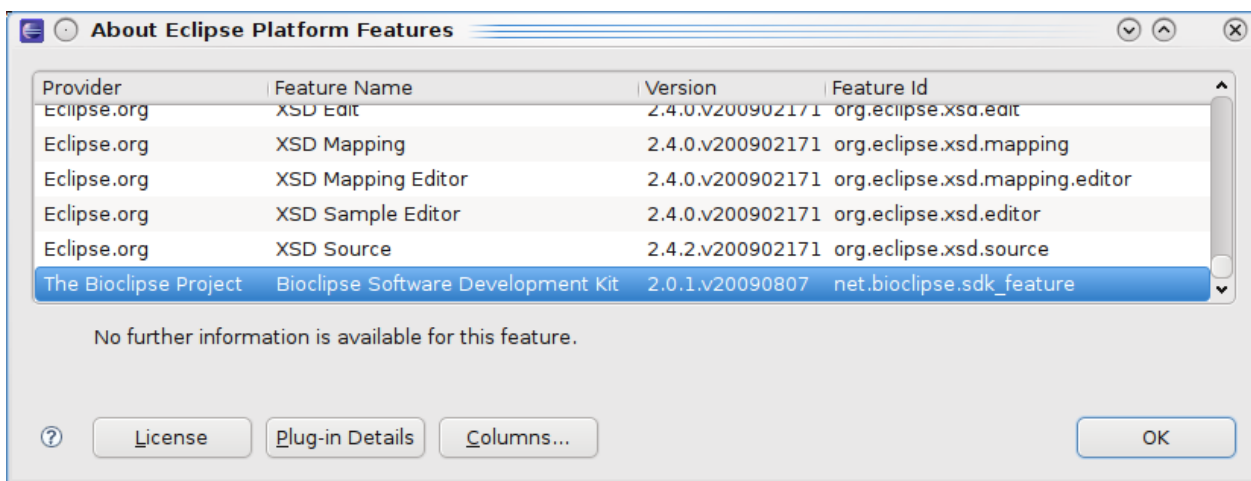 About Eclipse Platform Features
Provider Feature Name Version Feature Id
Eclipse.org XSD Edit 2.4.0.v200902171 org.eclipse.xsd.edit
Eclipse.org XSD Mapping 2.4.0.v200902171 org.eclipse.xsd.mapping
Eclipse.org XSD Mapping Editor 2.4.0.v200902171 org.eclipse.xsd.mapping.editor
Eclipse.org XSD Sample Editor 2.4.0.v200902171 org.eclipse.xsd.editor
Eclipse.org XSD Source 2.4.2.v200902171 org.eclipse.xsd.source
The Bioclipse Project Bioclipse Software Development Kit 2.0.1.v20090807 net.bioclipse.sdk_feature
No further information is available for this feature.
? License Plug-in Details Columns... OK